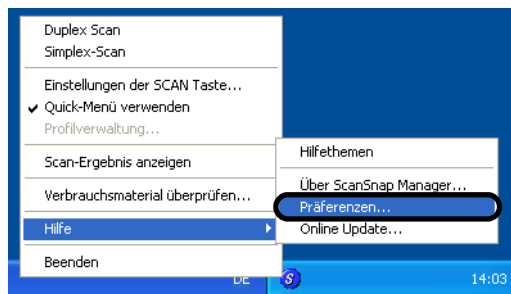 Duplex Scan
Simplex-Scan
Einstellungen der SCAN Taste...
Quick-Menü verwenden
Profilverwaltung...
Scan-Ergebnis anzeigen
Verbrauchsmaterial überprüfen...
Hilfe
Beenden
Hilfethemen
Über ScanSnap Manager...
Präferenzen...
Online Update...
DE
S
14:03